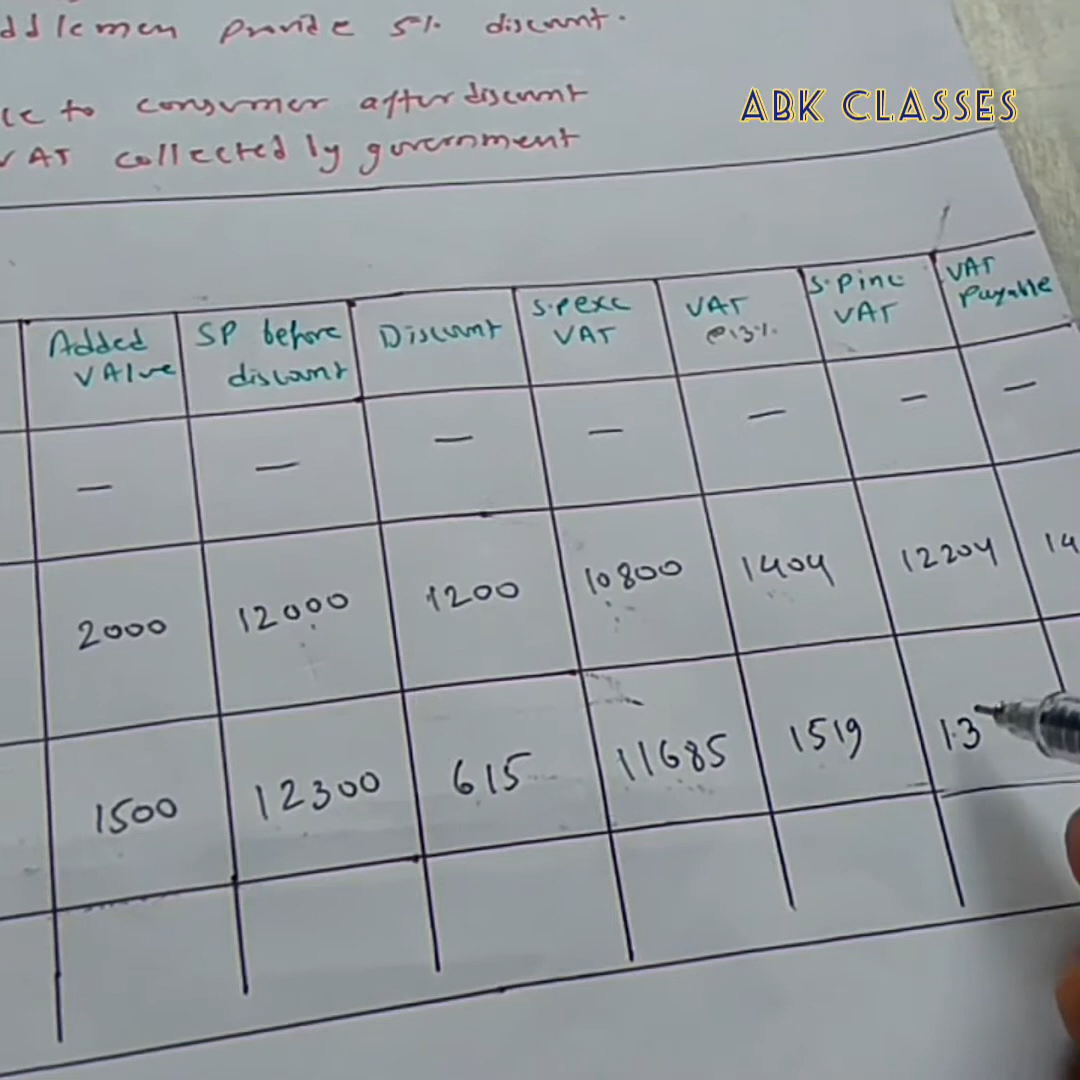 provide 5% discount.
to consumer after discount
VAT collected by government
ABK CLASSES
Added Value
SP before discount
Discount
S.P exc VAT
VAT @13%
S.P inc VAT
VAT Payable
— — — — — — —
2000 12000 1200 10800 1404 12204 14
1500 12300 615 11685 1519 13